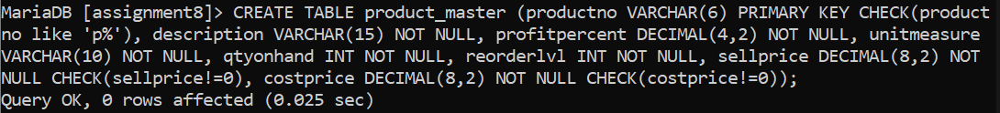 MariaDB [assignment8]> CREATE TABLE product_master (productno VARCHAR(6) PRIMARY KEY CHECK(product
no like 'p%'), description VARCHAR(15) NOT NULL, profitpercent DECIMAL(4,2) NOT NULL, unitmeasure
VARCHAR(10) NOT NULL, qtyonhand INT NOT NULL, reorderlvl INT NOT NULL, sellprice DECIMAL(8,2) NOT
NULL CHECK(sellprice!=0), costprice DECIMAL(8,2) NOT NULL CHECK(costprice!=0));
Query OK, 0 rows affected (0.025 sec)